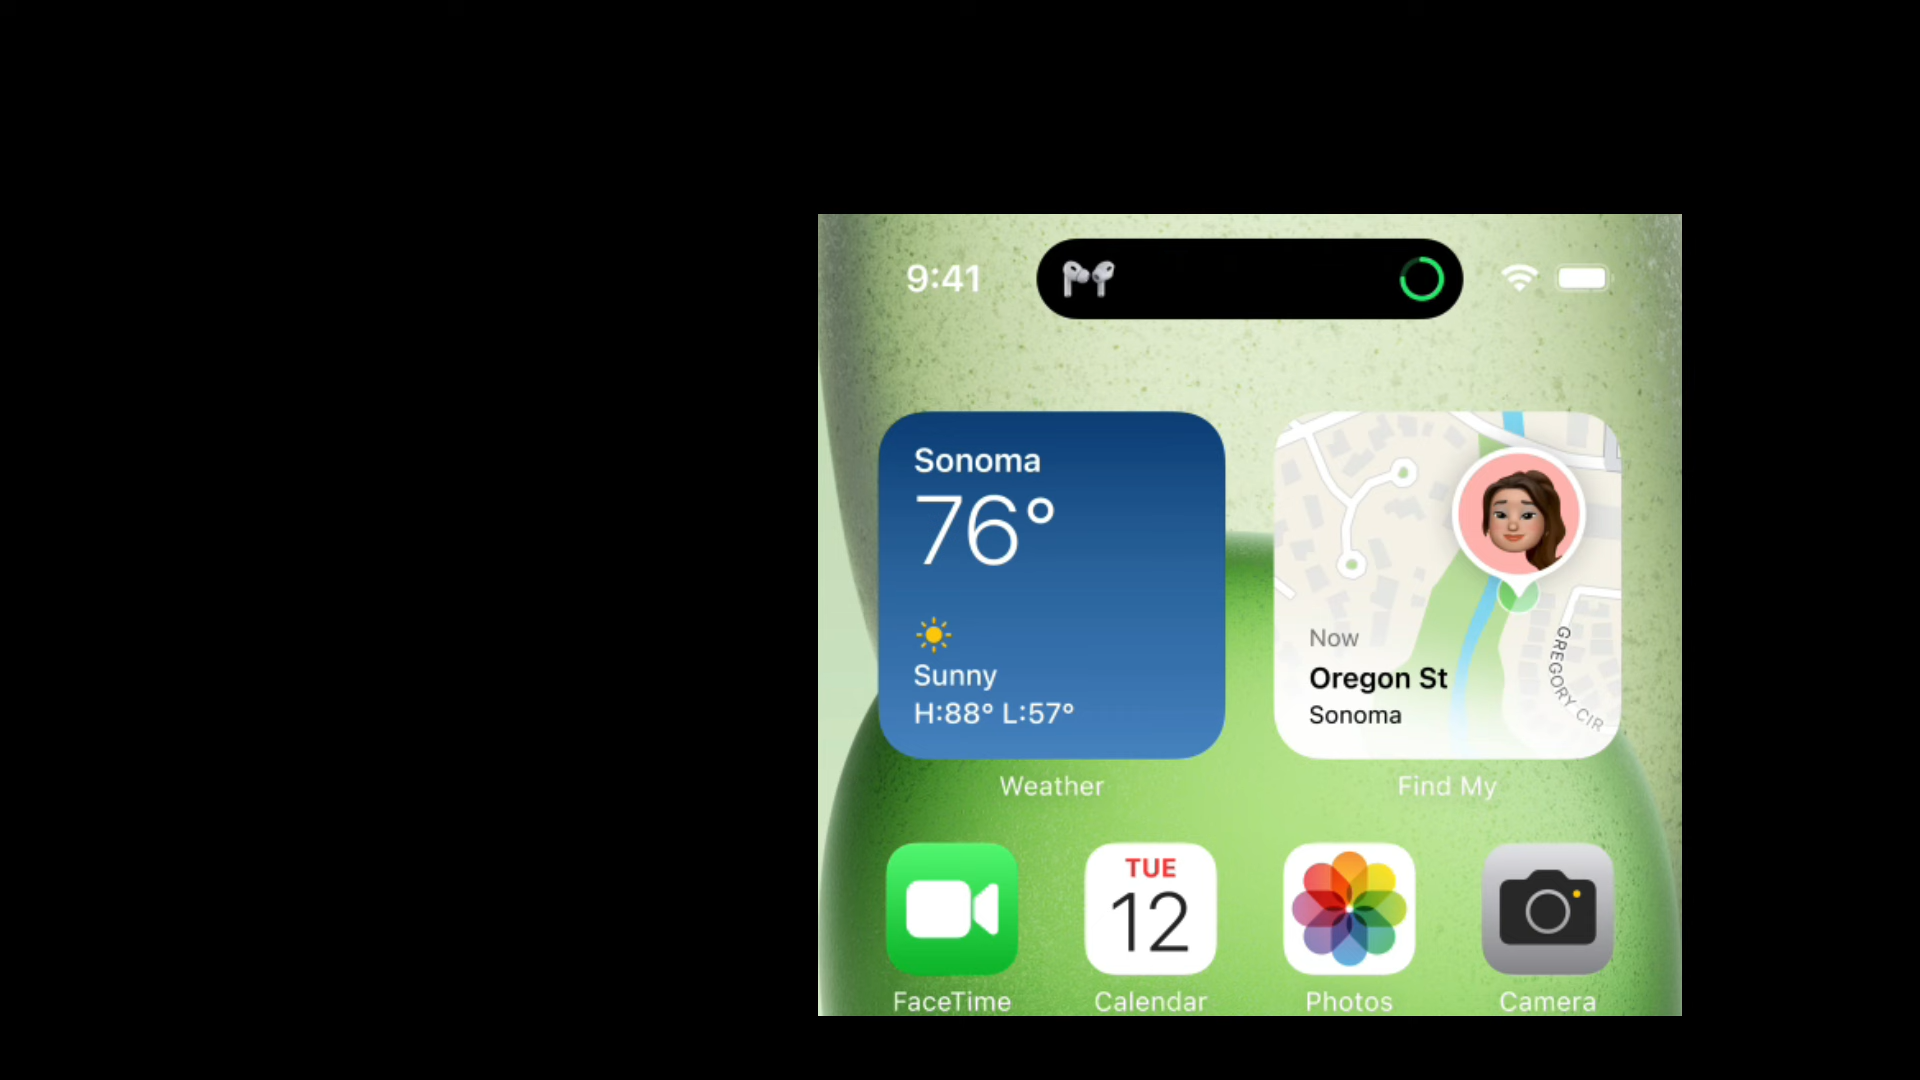 9:41
Sonoma
76°
Sunny
H:88° L:57°
Weather
Now
Oregon St
Sonoma
GREGORY CIR
Find My
TUE
12
FaceTime
Calendar
Photos
Camera